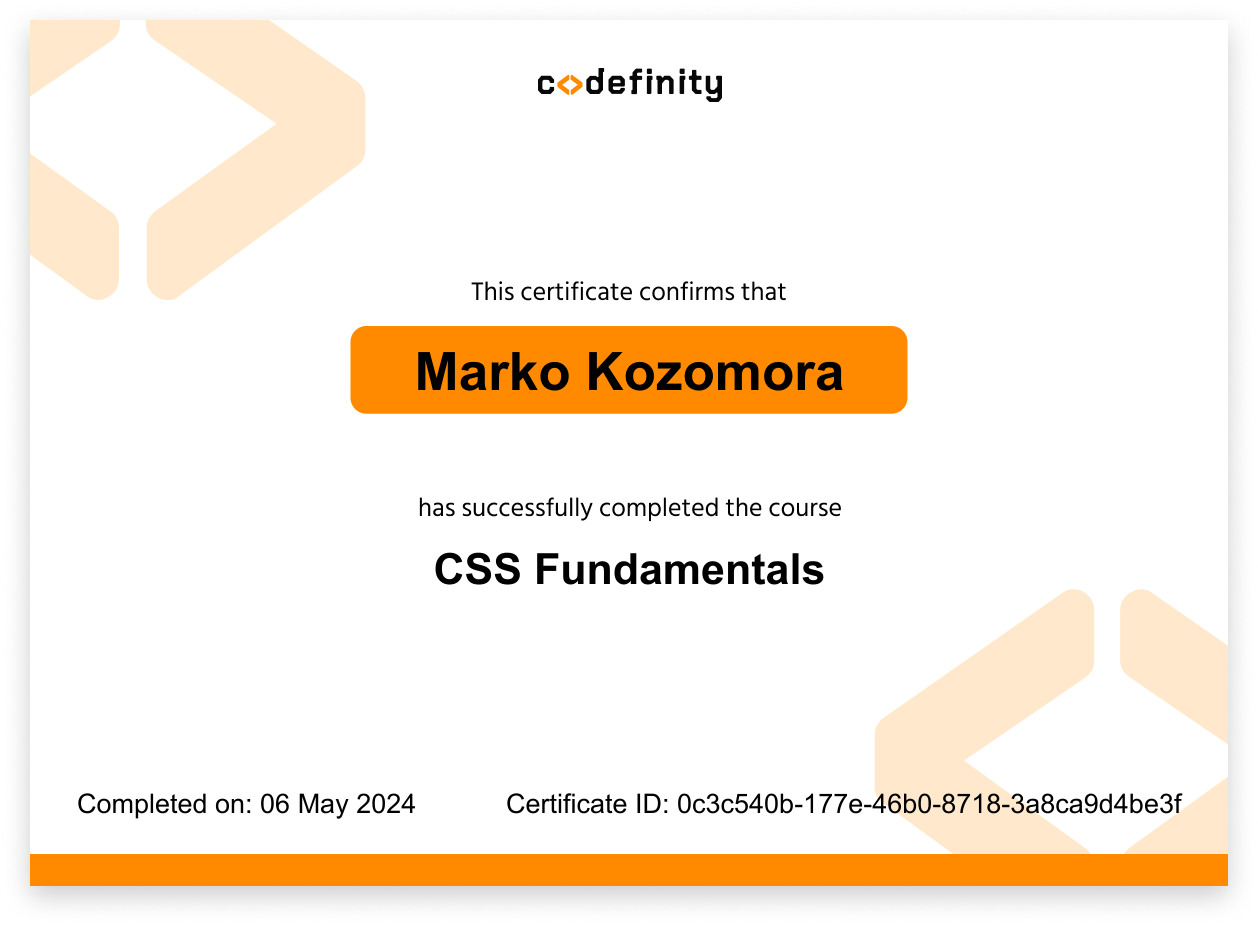 codefinity
This certificate confirms that
Marko Kozomora
has successfully completed the course
CSS Fundamentals
Completed on: 06 May 2024
Certificate ID: 0c3c540b-177e-46b0-8718-3a8ca9d4be3f